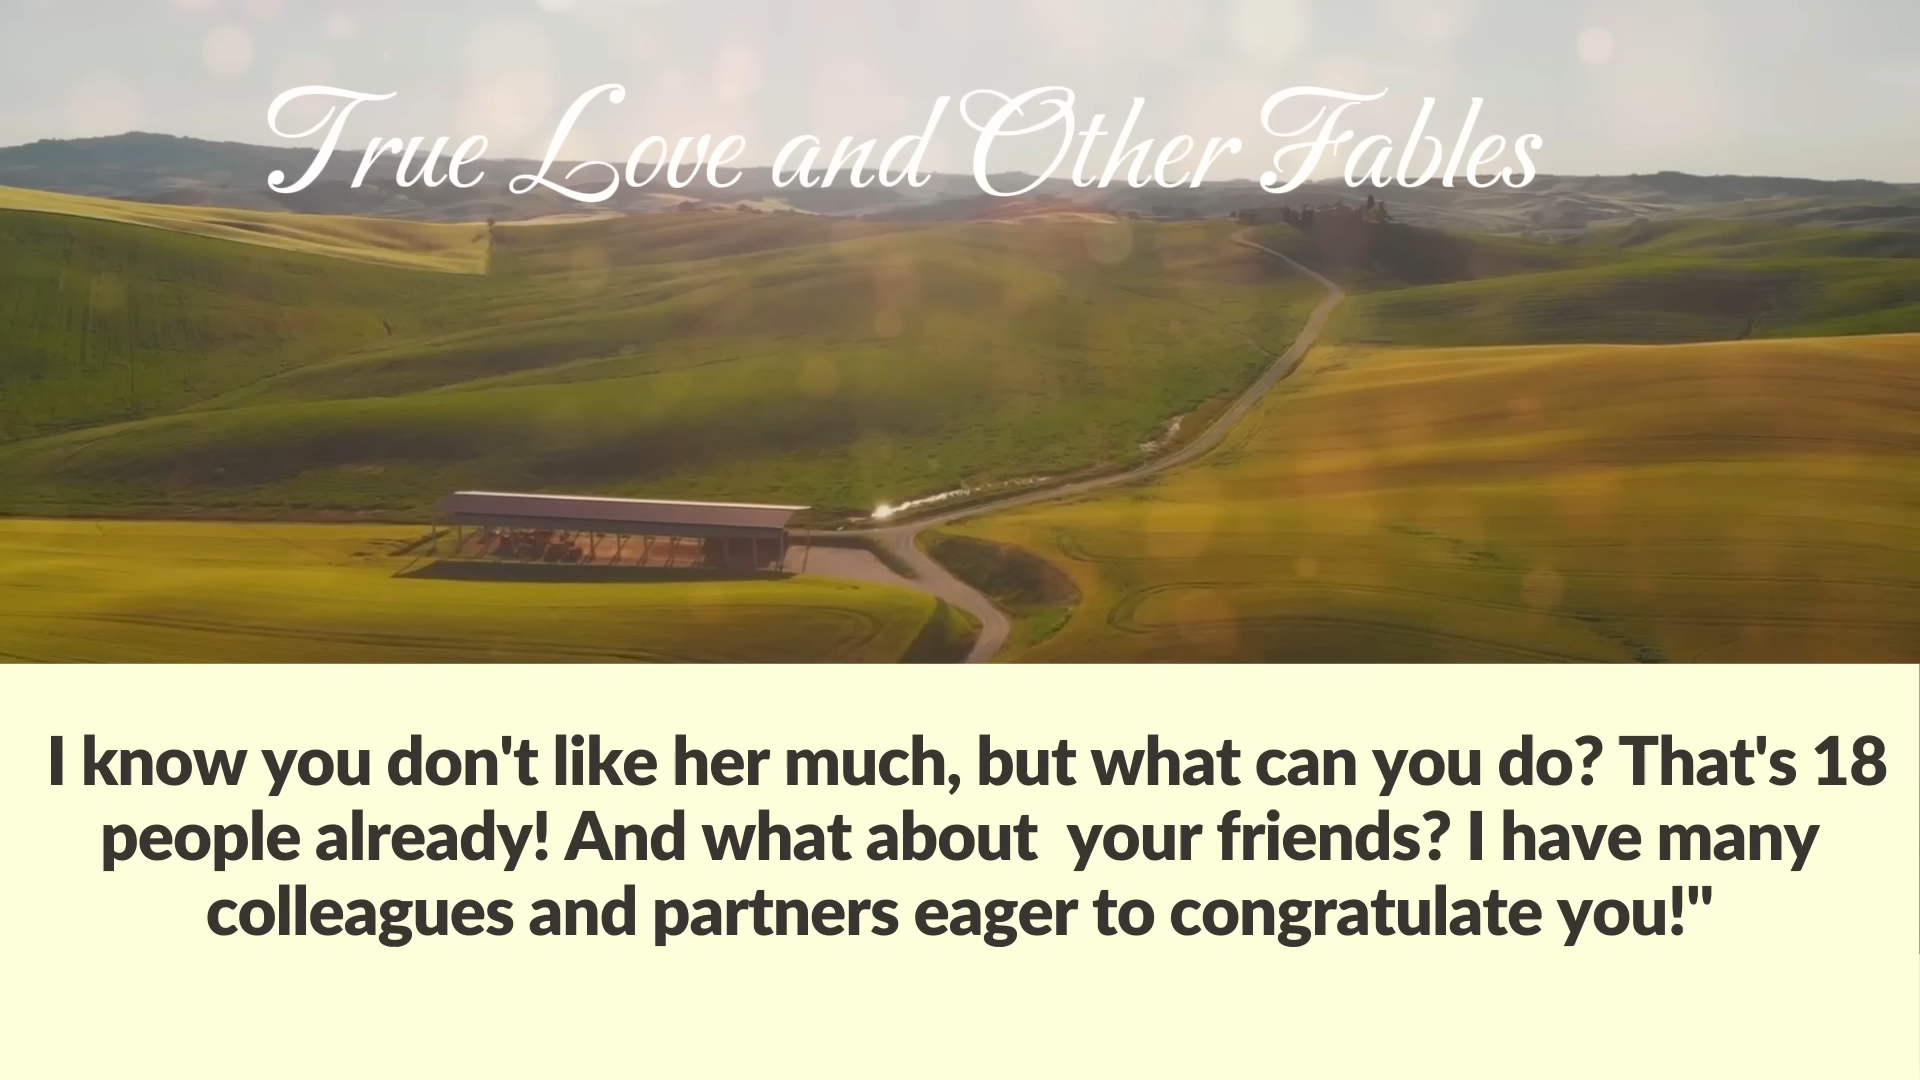 True Love and Other Fables
I know you don't like her much, but what can you do? That's 18
people already! And what about  your friends? I have many
colleagues and partners eager to congratulate you!"